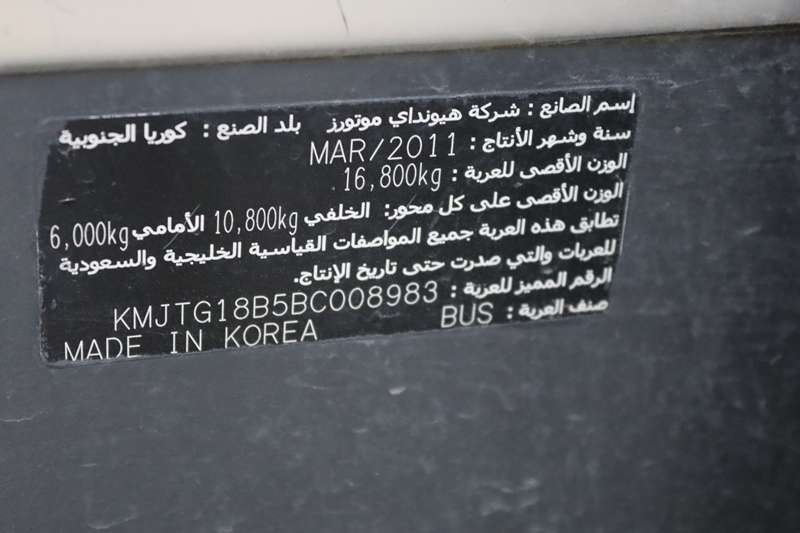 إسم الصانع : شركة هيونداي موتورز بلد الصنع : كوريا الجنوبية
سنة وشهر الأنتاج : MAR/2011
الوزن الأقصى للعربة : 16,800kg
الوزن الأقصى على كل محور: الخلفي 10,800kg الأمامي 6,000kg
تطابق هذه العربة جميع المواصفات القياسية الخليجية والسعودية
للعربات والتي صدرت حتى تاريخ الإنتاج.
الرقم المميز للعربة : KMJTG18B5BC008983
صنف العربة : BUS MADE IN KOREA